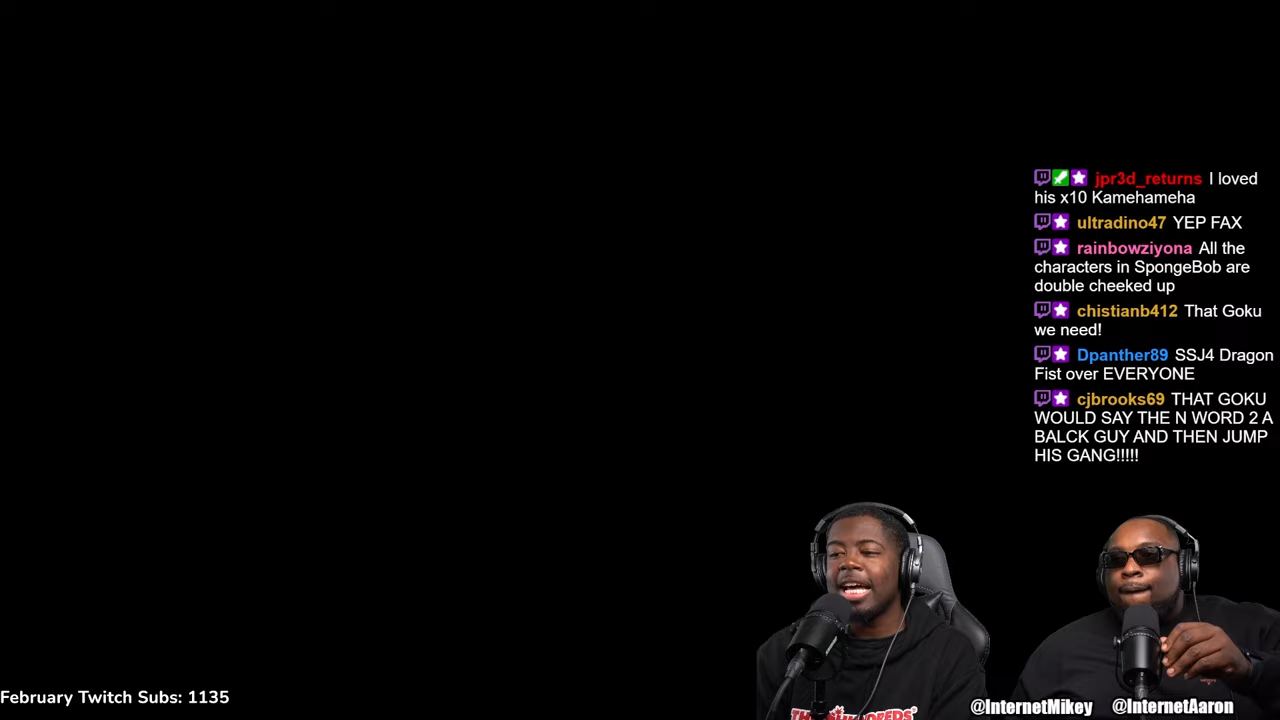 jpr3d_returns I loved
his x10 Kamehameha
ultradino47 YEP FAX
rainbowziyona All the
characters in SpongeBob are
double cheeked up
chistianb412 That Goku
we need!
Dpanther89 SSJ4 Dragon
Fist over EVERYONE
cjbrooks69 THAT GOKU
WOULD SAY THE N WORD 2 A
BALCK GUY AND THEN JUMP
HIS GANG!!!!!
February Twitch Subs: 1135
@InternetMikey
@InternetAaron